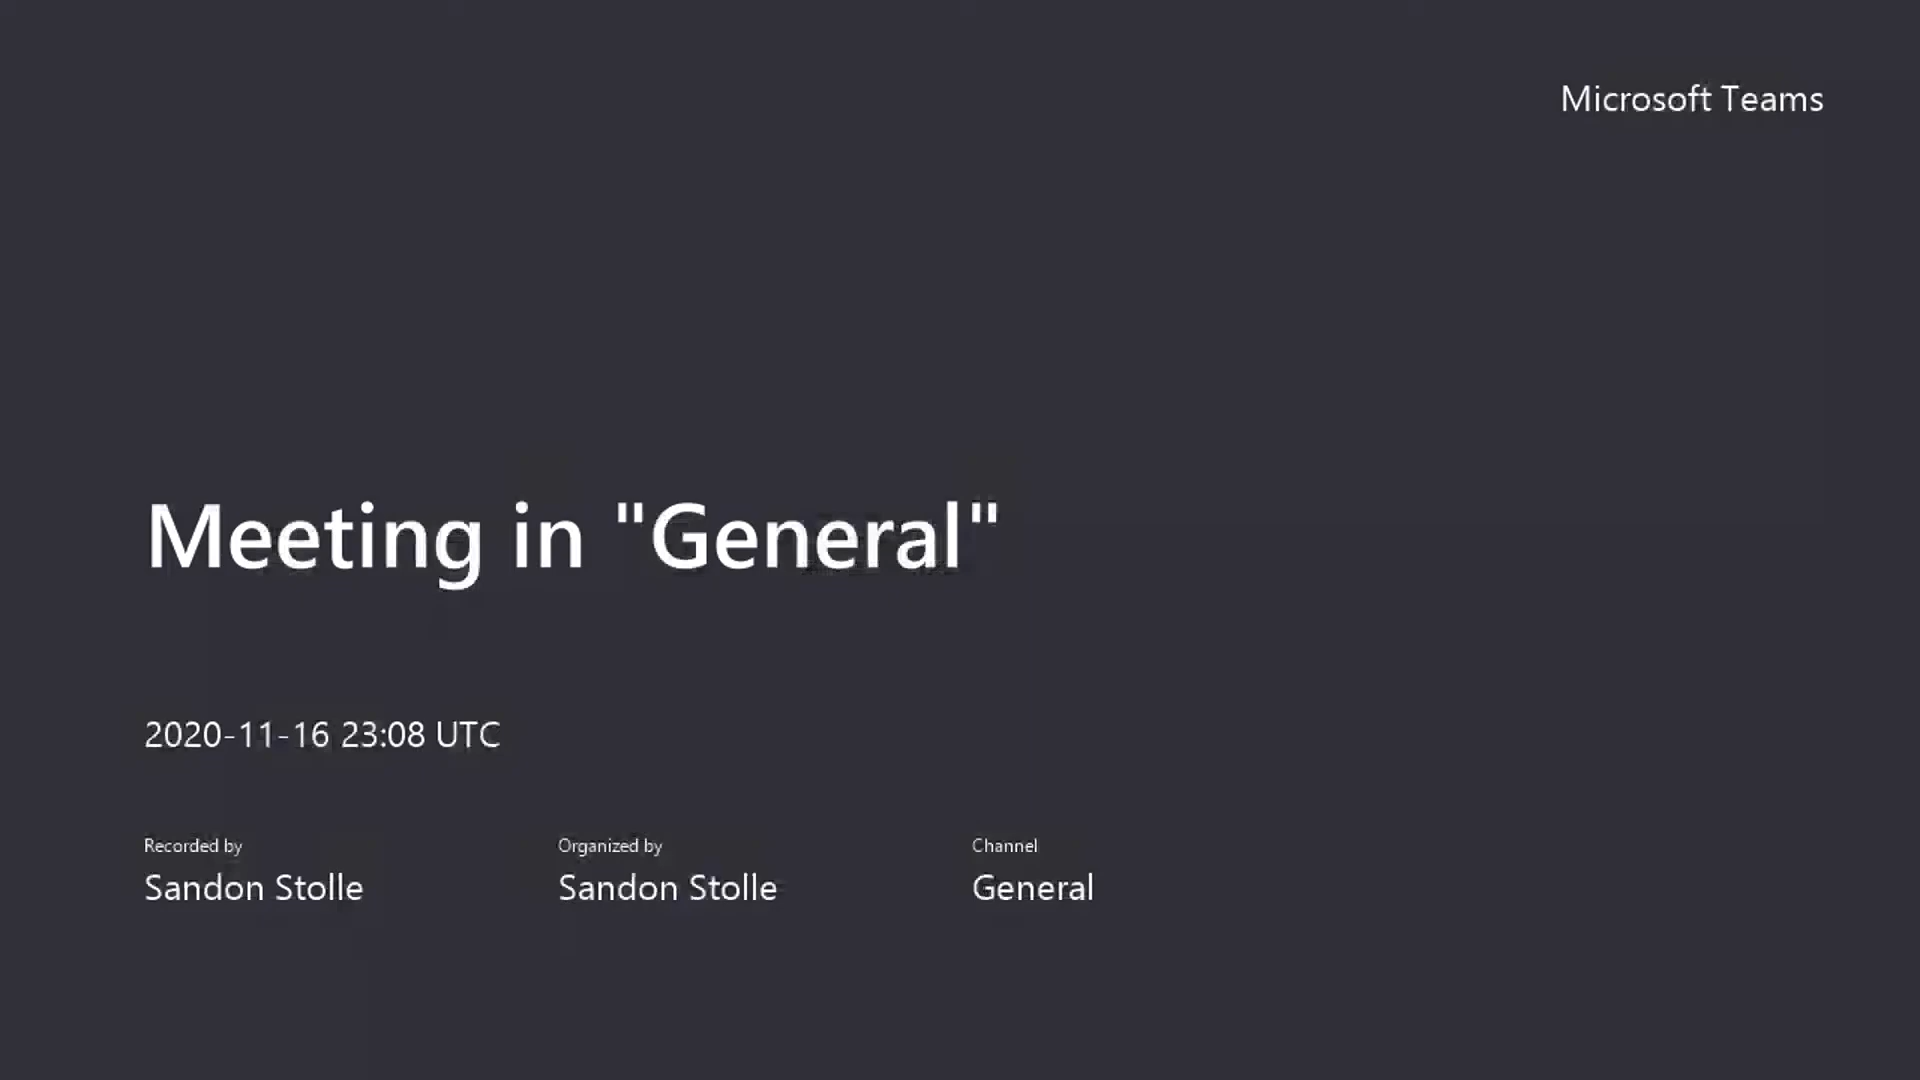 Microsoft Teams
Meeting in "General"
2020-11-16 23:08 UTC
Recorded by
Sandon Stolle
Organized by
Sandon Stolle
Channel
General